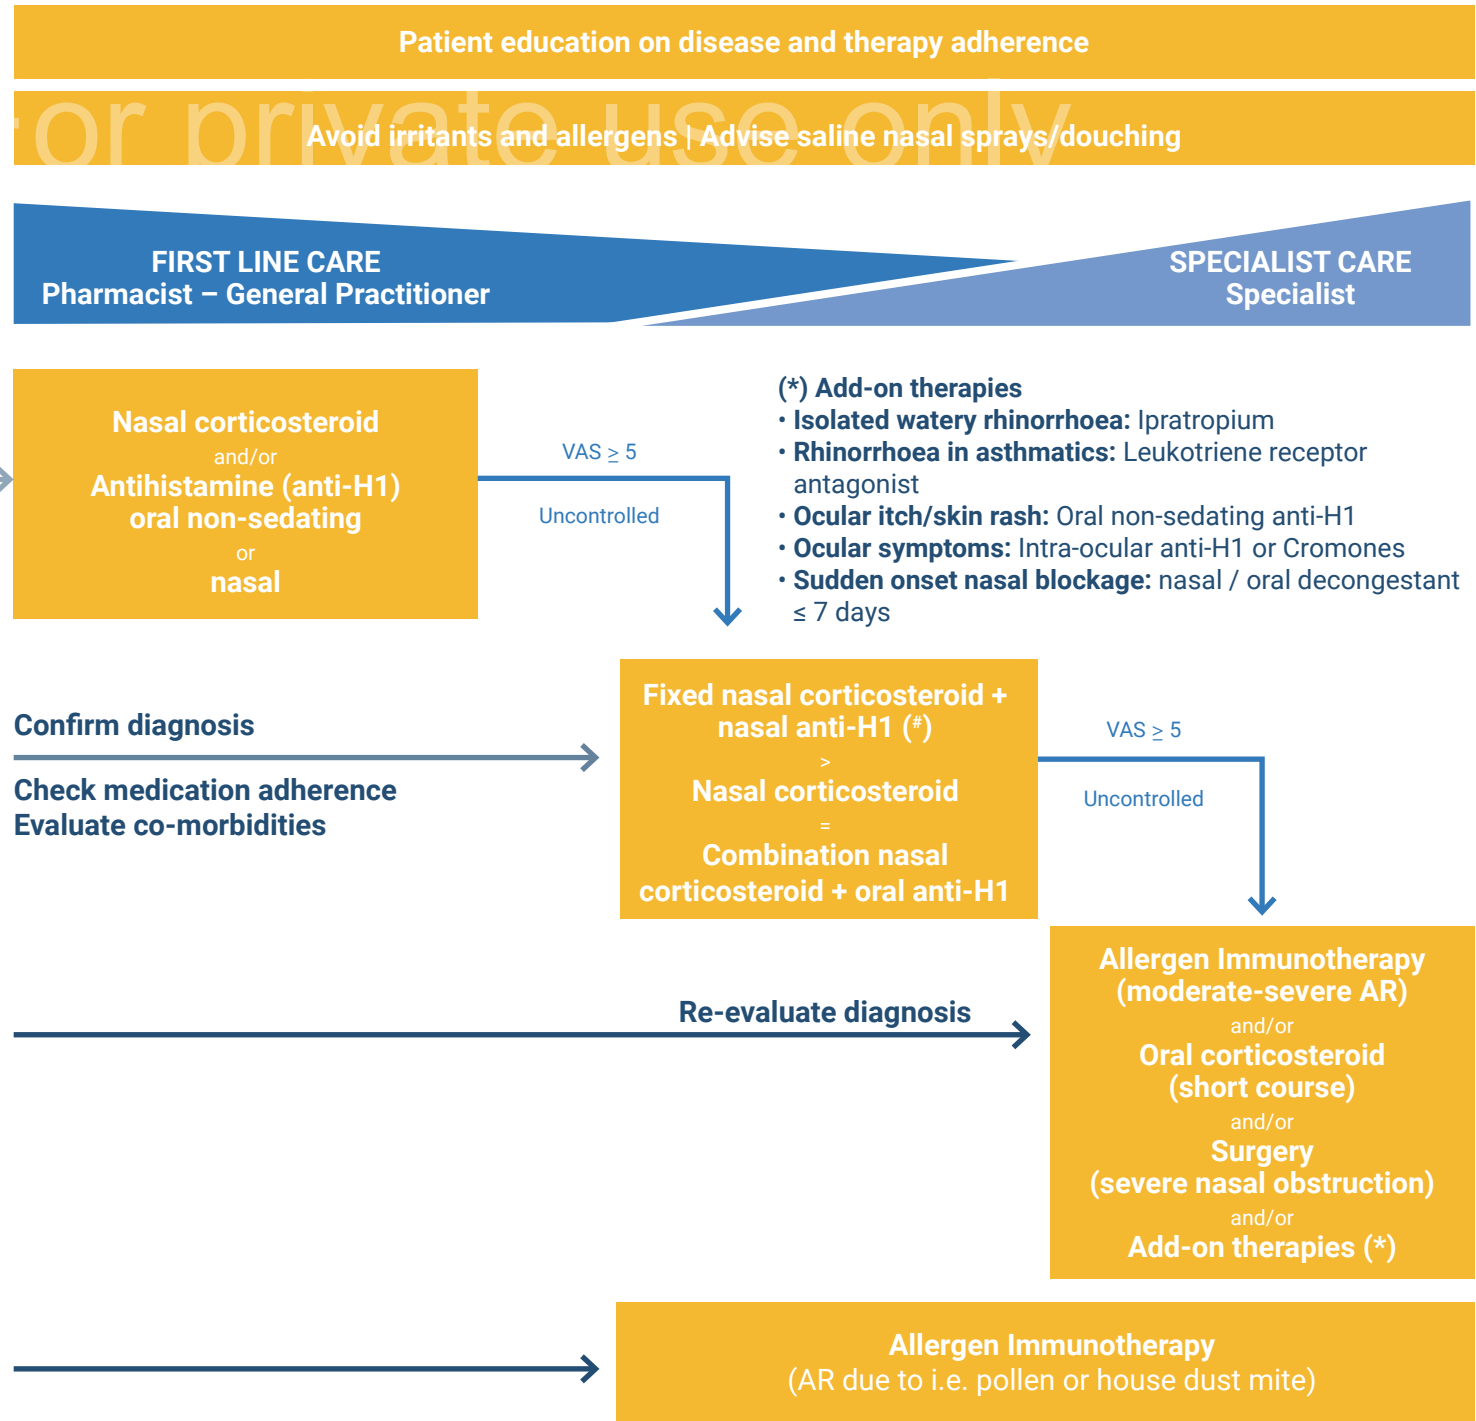 Patient education on disease and therapy adherence
or private use only
Avoid irritants and allergens | Advise saline nasal sprays/douching
FIRST LINE CARE
Pharmacist – General Practitioner
SPECIALIST CARE
Specialist
Nasal corticosteroid
and/or
Antihistamine (anti-H1)
oral non-sedating
or
nasal
VAS ≥ 5
Uncontrolled
(*) Add-on therapies
• Isolated watery rhinorrhoea: Ipratropium
• Rhinorrhoea in asthmatics: Leukotriene receptor
antagonist
• Ocular itch/skin rash: Oral non-sedating anti-H1
• Ocular symptoms: Intra-ocular anti-H1 or Cromones
• Sudden onset nasal blockage: nasal / oral decongestant
≤ 7 days
Confirm diagnosis
Check medication adherence
Evaluate co-morbidities
Fixed nasal corticosteroid +
nasal anti-H1 (#)
>
Nasal corticosteroid
=
Combination nasal
corticosteroid + oral anti-H1
VAS ≥ 5
Uncontrolled
Re-evaluate diagnosis
Allergen Immunotherapy
(moderate-severe AR)
and/or
Oral corticosteroid
(short course)
and/or
Surgery
(severe nasal obstruction)
and/or
Add-on therapies (*)
Allergen Immunotherapy
(AR due to i.e. pollen or house dust mite)